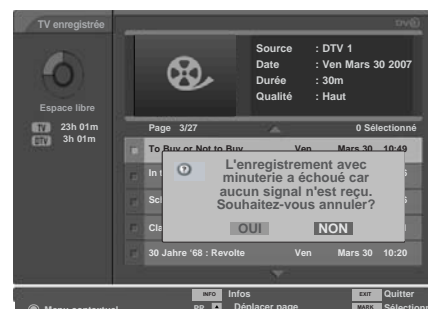 TV enregistrée
DVR
Source : DTV 1
Date : Ven Mars 30 2007
Durée : 30m
Qualité : Haut
Espace libre
TV 23h 01m
DTV 3h 01m
Page 3/27 0 Sélectionné
To Buy or Not to Buy Ven Mars 30 10:49
L'enregistrement avec
minuterie a échoué car
aucun signal n'est reçu.
Souhaitez-vous annuler?
OUI NON
30 Jahre '68 : Revolte Ven Mars 30 10:20
INFO Infos EXIT Quitter
Menu contextuel PR Déplacer page MARK